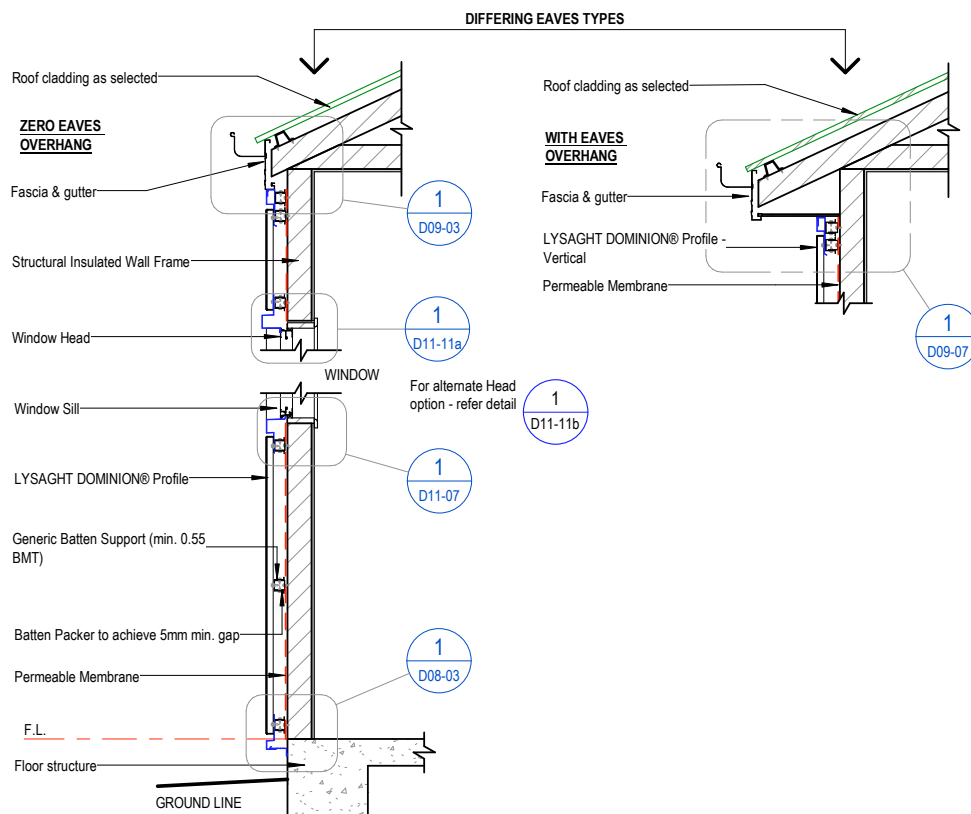 DIFFERING EAVES TYPES
Roof cladding as selected
ZERO EAVES
OVERHANG
Fascia & gutter
1
D09-03
Structural Insulated Wall Frame
1
D11-11a
Window Head
WINDOW
For alternate Head
option - refer detail
1
D11-11b
Window Sill
1
D11-07
LYSAGHT DOMINION® Profile
Generic Batten Support (min. 0.55
BMT)
Batten Packer to achieve 5mm min. gap
1
D08-03
Permeable Membrane
F.L.
Floor structure
GROUND LINE
Roof cladding as selected
WITH EAVES
OVERHANG
Fascia & gutter
LYSAGHT DOMINION® Profile -
Vertical
Permeable Membrane
1
D09-07